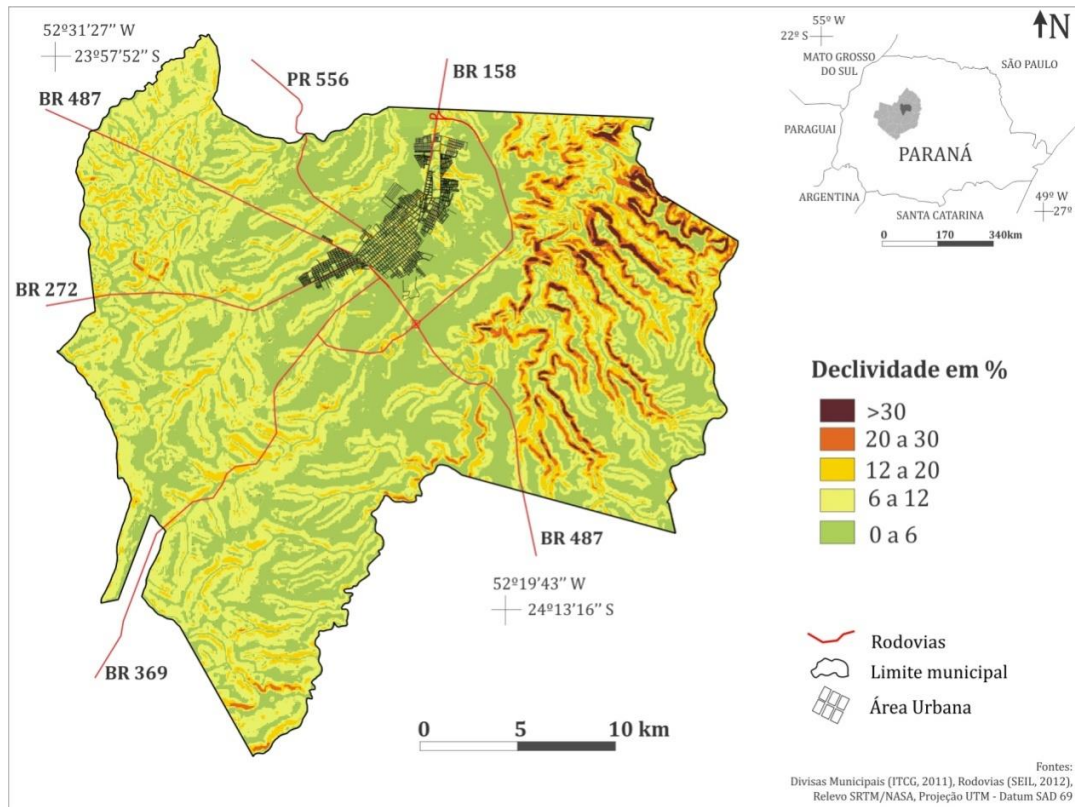 52º31'27'' W
23º57'52'' S
PR 556
BR 158
BR 487
BR 272
BR 487
52º19'43'' W
24º13'16'' S
BR 369
0 5 10 km
N
55º W
22º S
MATO GROSSO
DO SUL
SÃO PAULO
PARAGUAI
PARANÁ
ARGENTINA
SANTA CATARINA
49º W
27º
0 170 340km
Declividade em %
>30
20 a 30
12 a 20
6 a 12
0 a 6
Rodovias
Limite municipal
Área Urbana
Fontes:
Divisas Municipais (ITCG, 2011), Rodovias (SEIL, 2012),
Relevo SRTM/NASA, Projeção UTM - Datum SAD 69